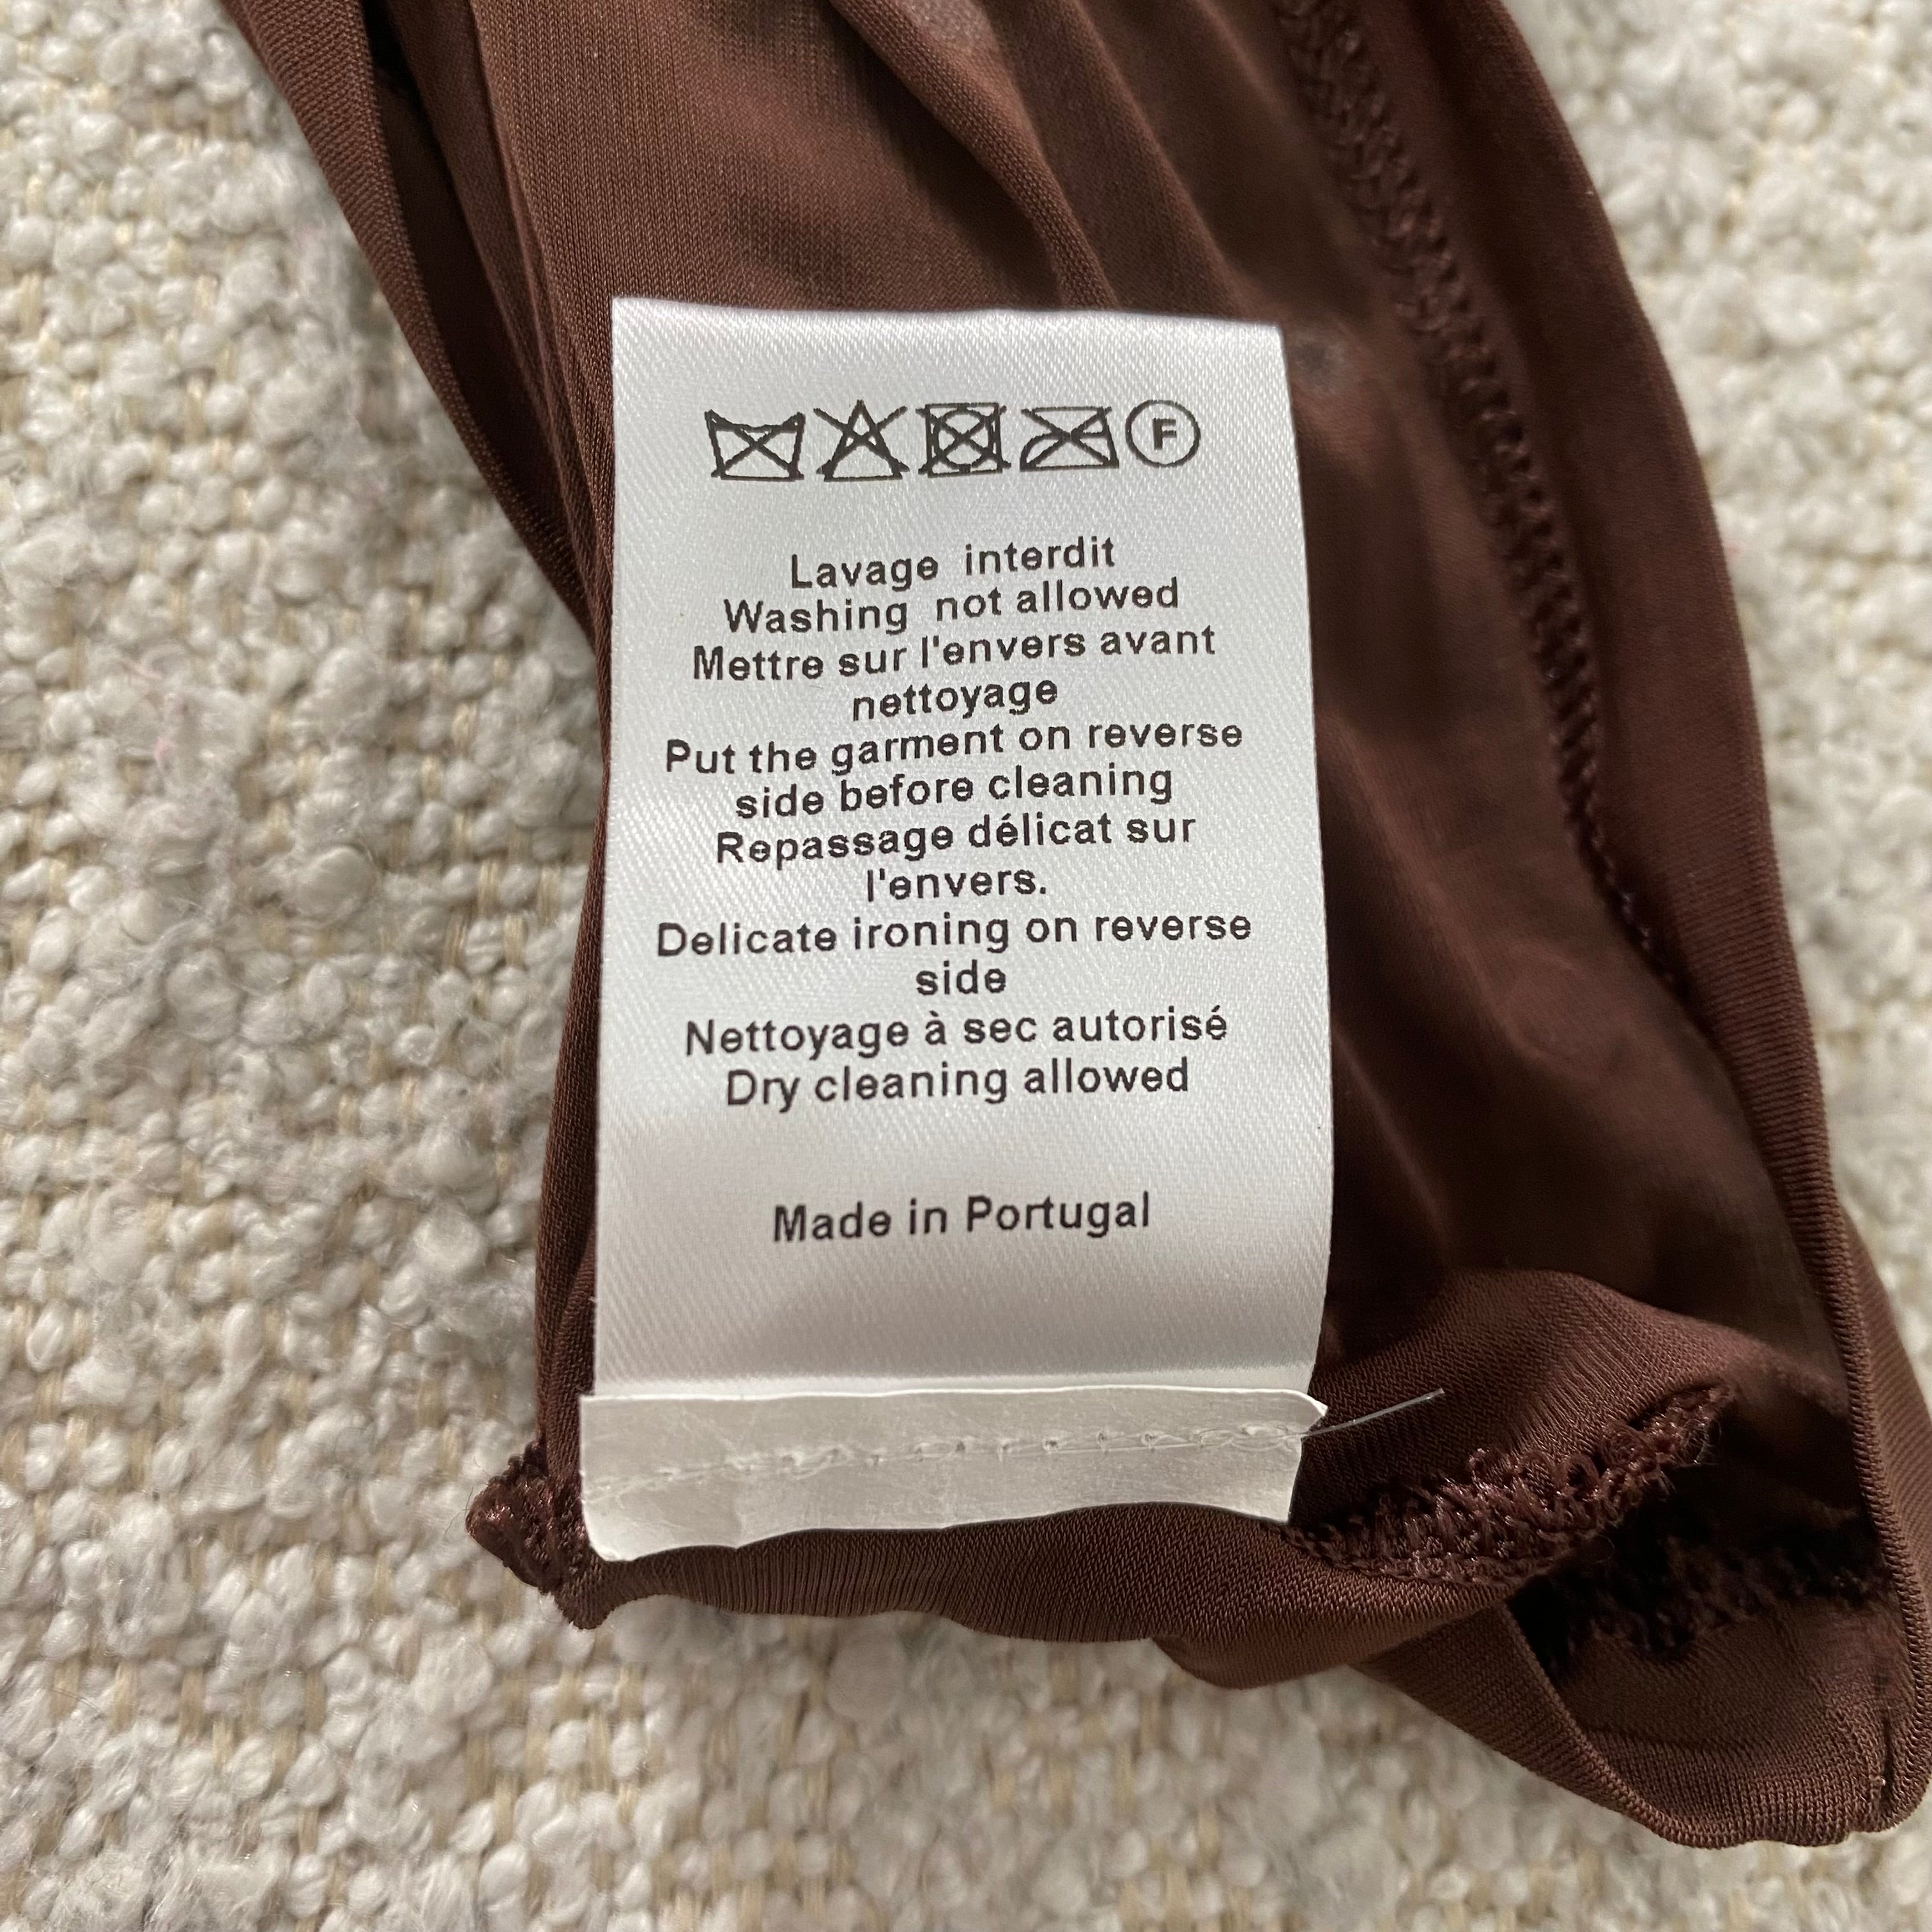 F
Lavage interdit
Washing not allowed
Mettre sur l'envers avant
nettoyage
Put the garment on reverse
side before cleaning
Repassage délicat sur
l'envers.
Delicate ironing on reverse
side
Nettoyage à sec autorisé
Dry cleaning allowed
Made in Portugal